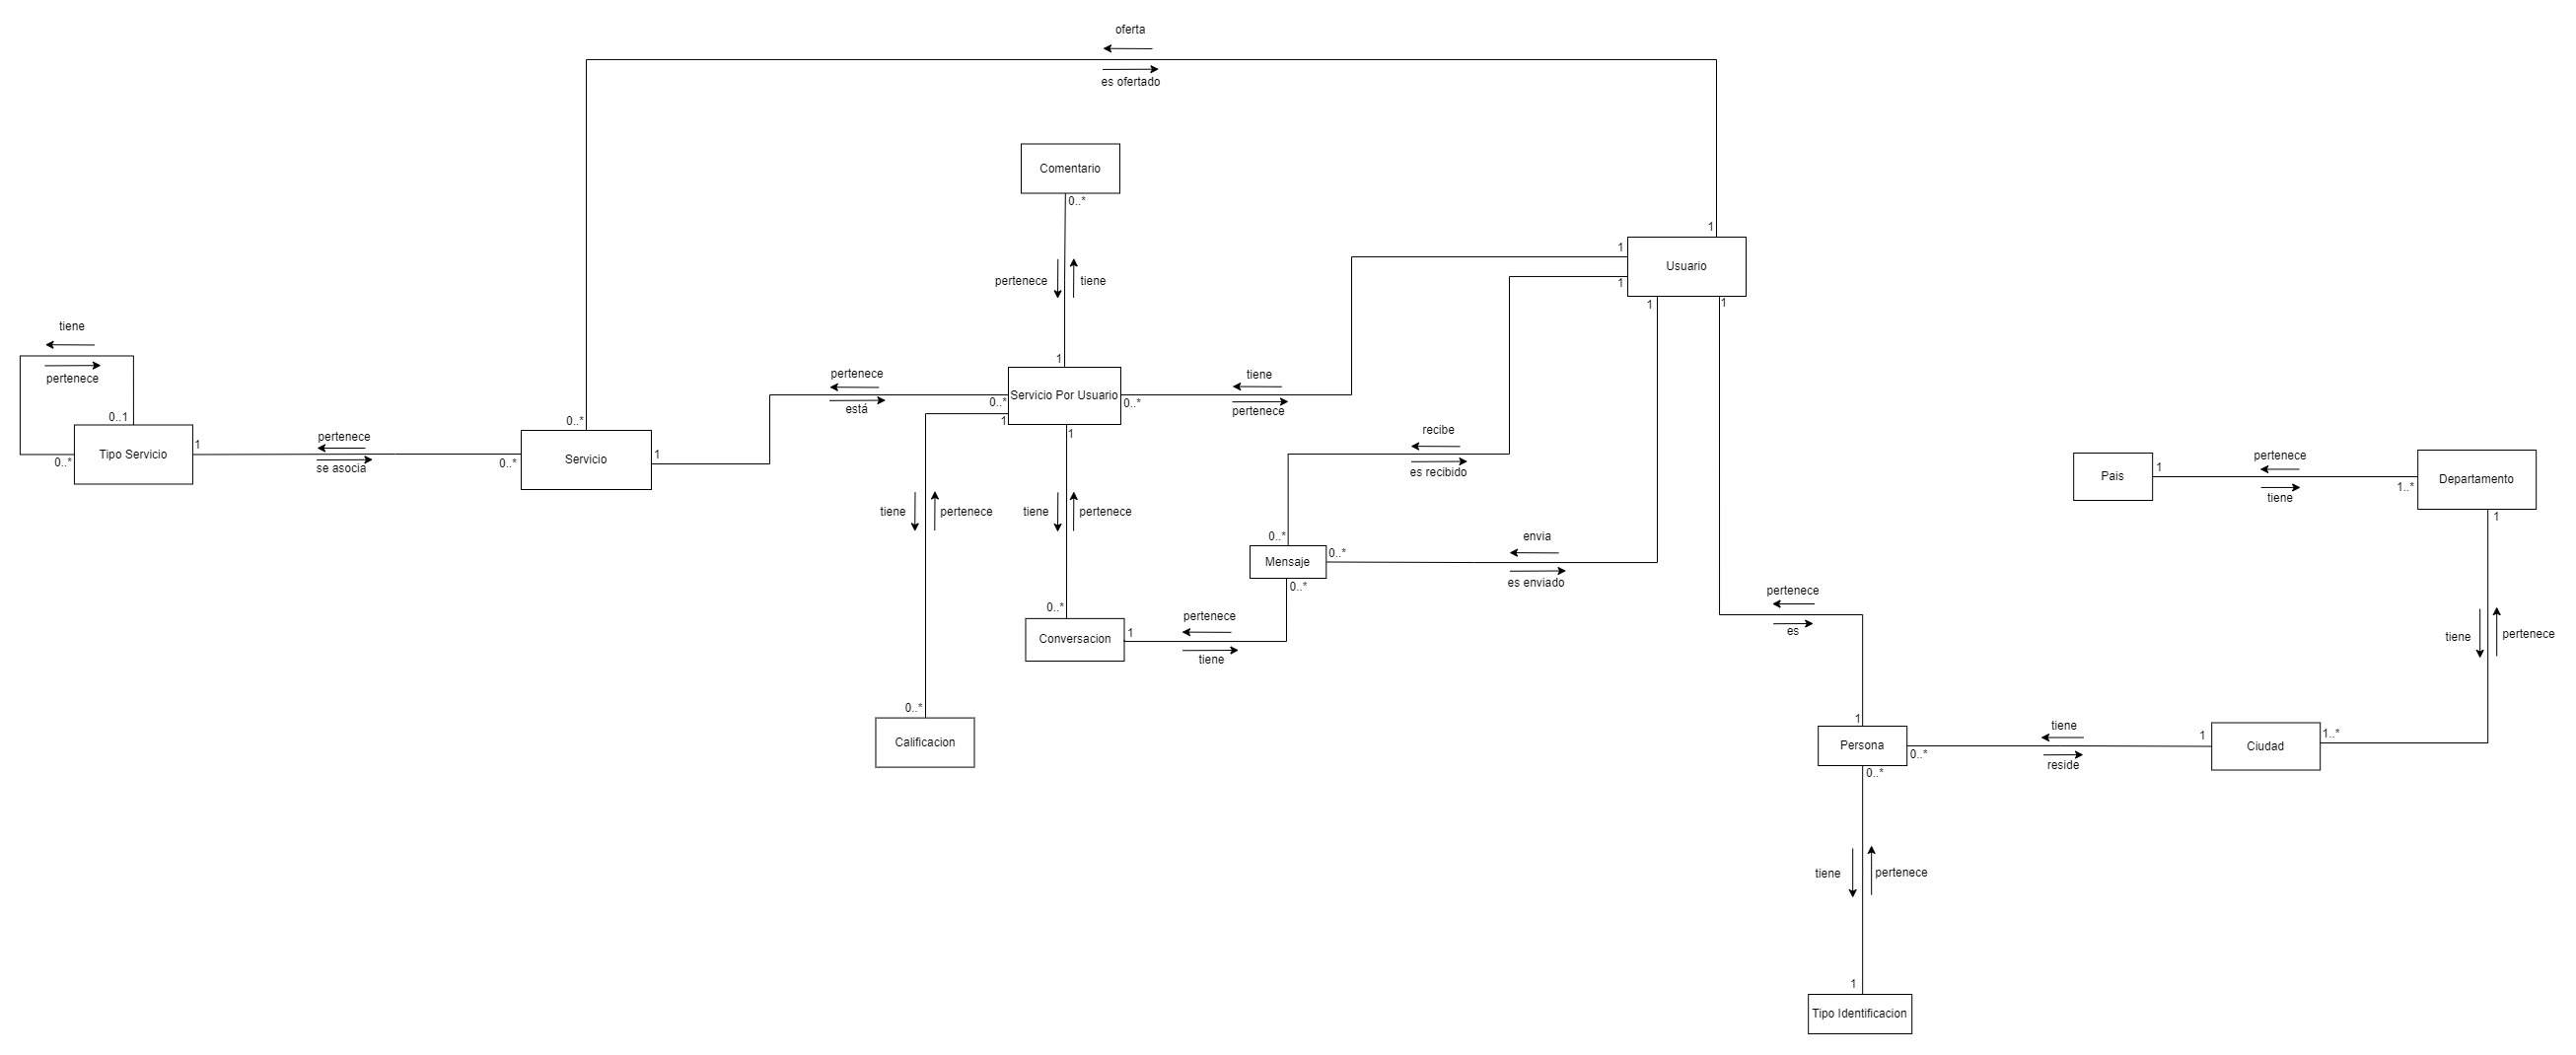 oferta
es ofertado
Comentario
0..*
1
1
Usuario
1
pertenece
tiene
1
1
1
tiene
pertenece
1
pertenece
está
tiene
pertenece
0..*
Servicio Por Usuario
0..*
1
1
0..1
0..*
Tipo Servicio
0..*
1
pertenece
se asocia
0..*
Servicio
1
recibe
es recibido
pertenece
tiene
Pais
1
1..*
Departamento
1
tiene
pertenece
tiene
pertenece
0..*
Mensaje
0..*
0..*
envia
es enviado
0..*
Conversacion
1
pertenece
tiene
pertenece
es
tiene
pertenece
0..*
Calificacion
1
Persona
0..*
0..*
tiene
reside
1
Ciudad
1..*
tiene
pertenece
1
Tipo Identificacion